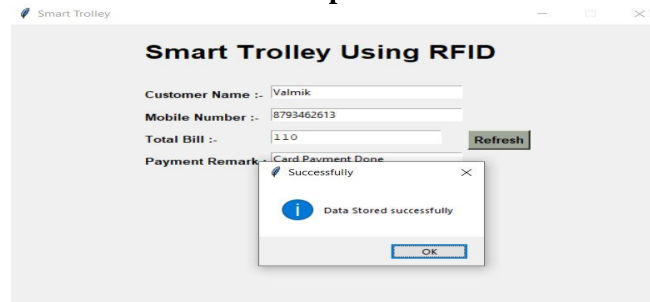 Smart Trolley
Smart Trolley Using RFID
Customer Name :- Valmik
Mobile Number :- 8793462613
Total Bill :- 110 Refresh
Payment Remark : Card Payment Done
Successfully
Data Stored successfully
OK